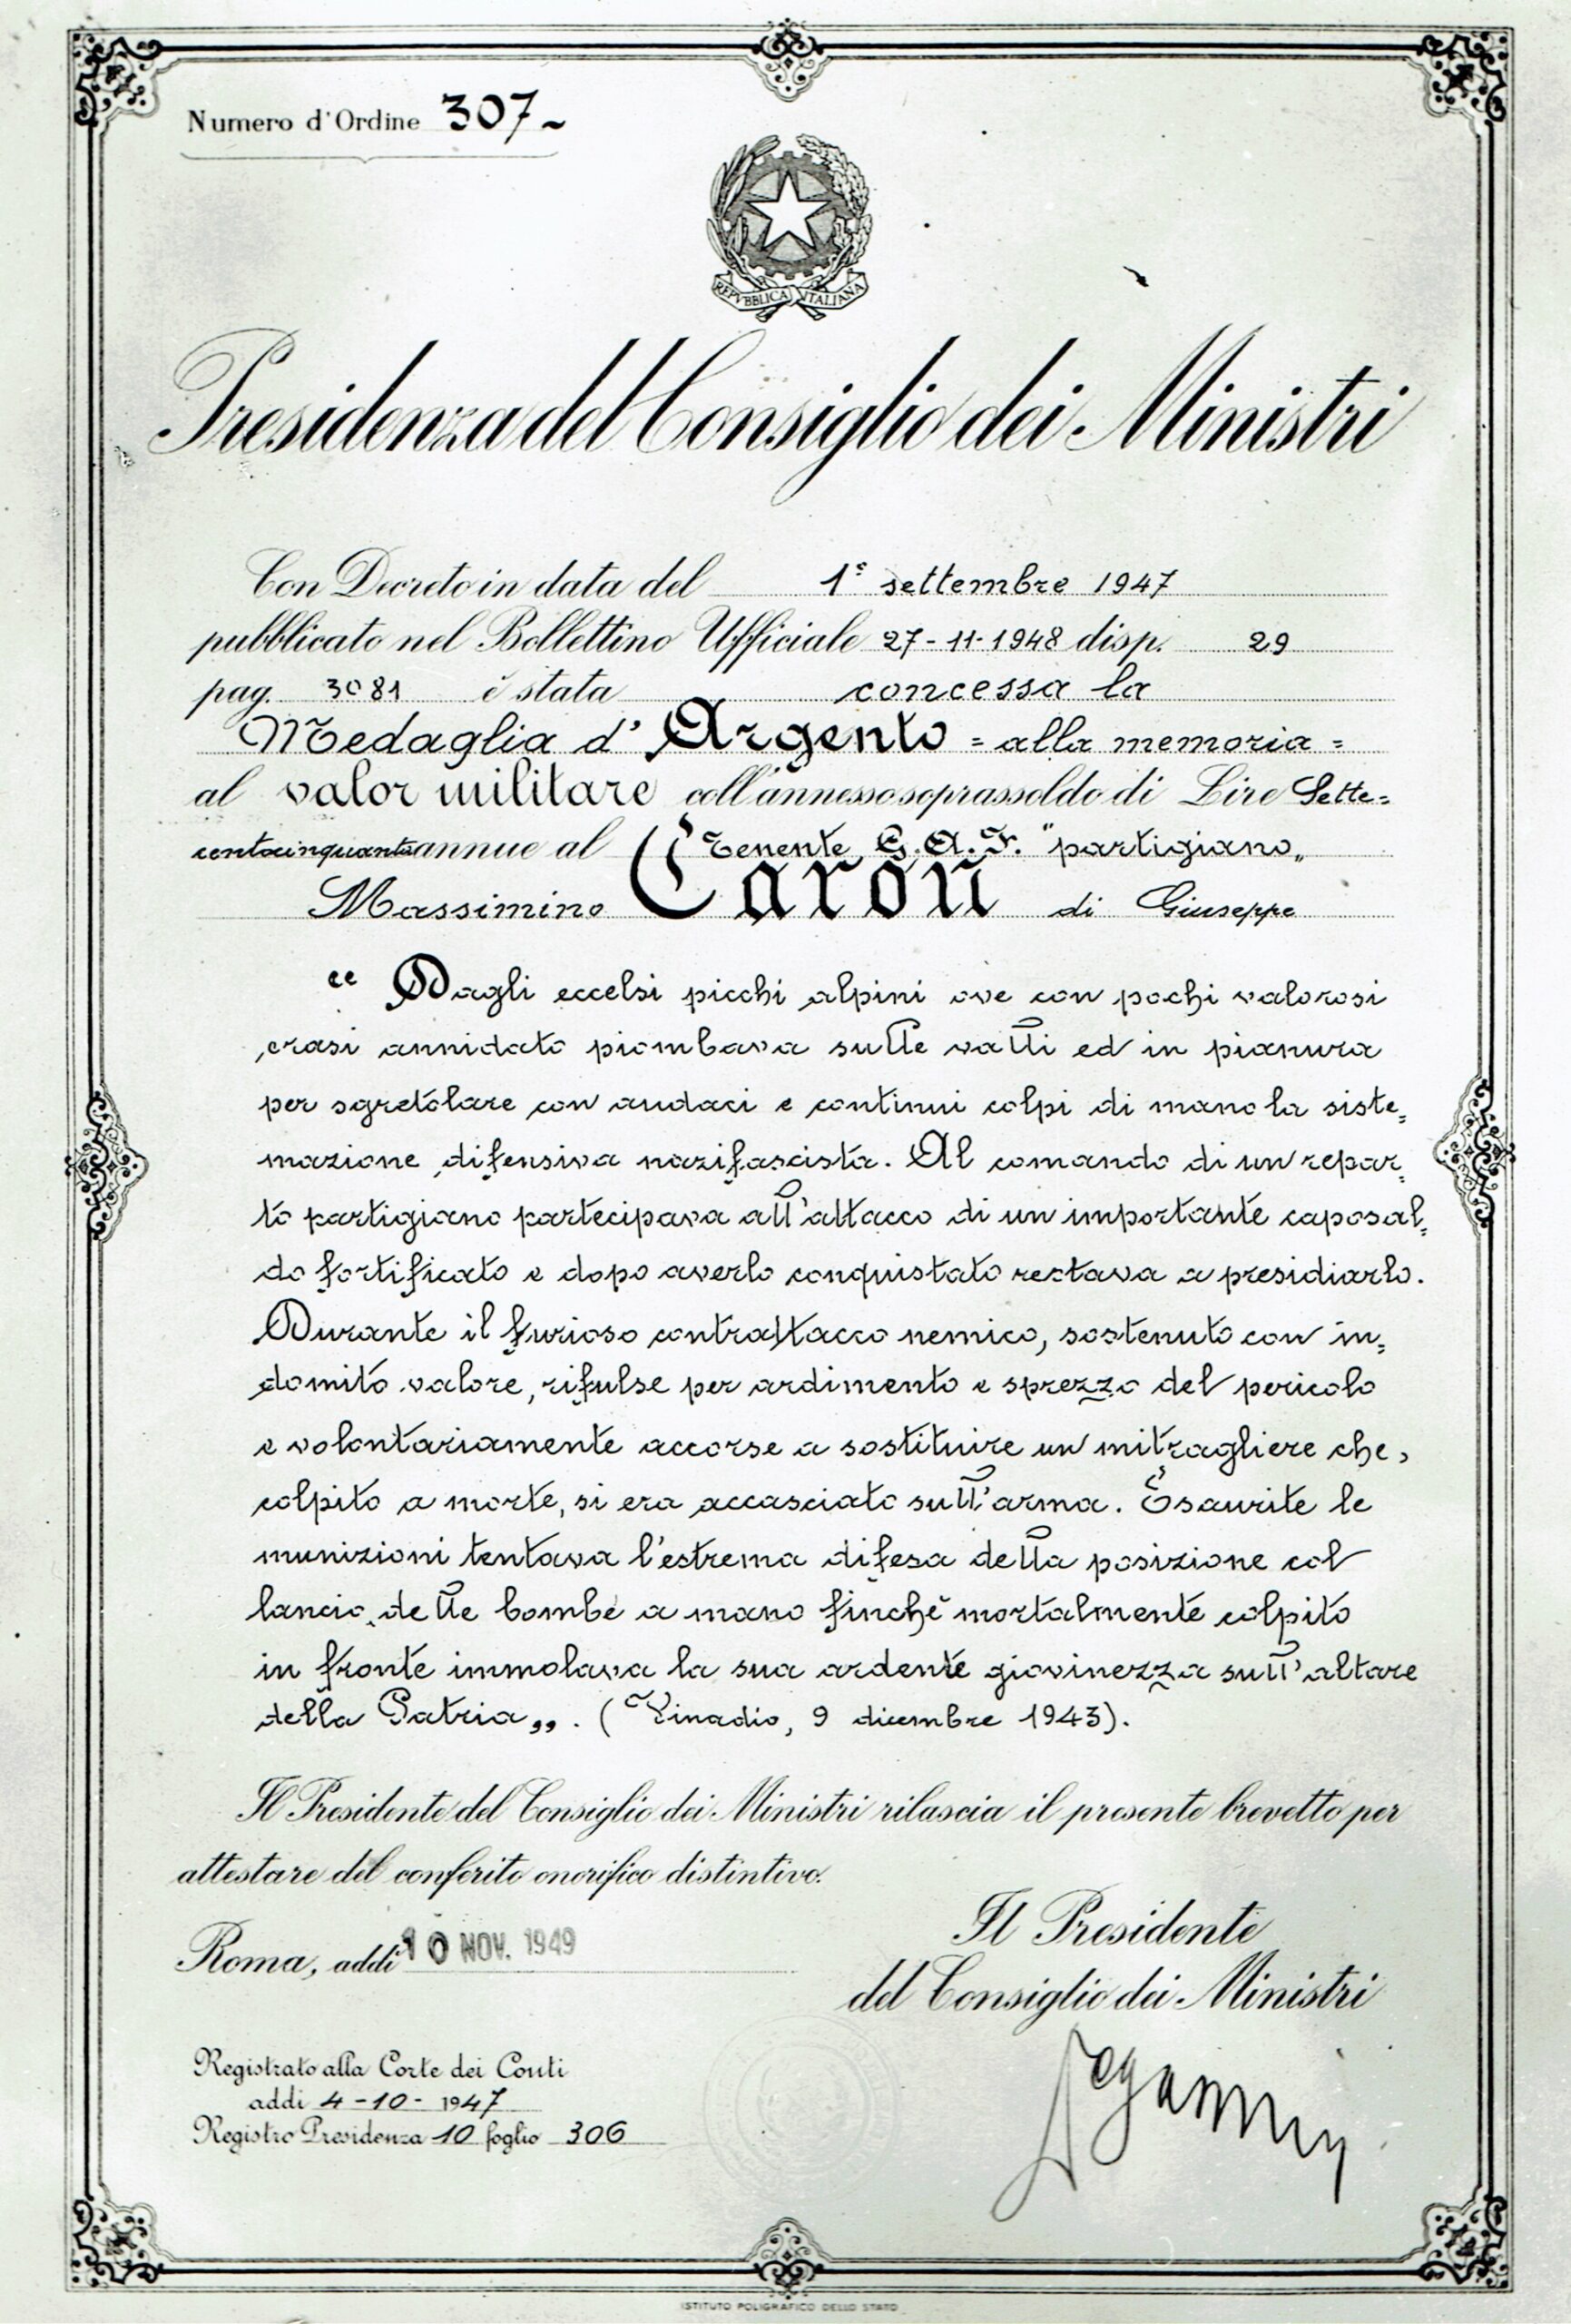 Numero d'Ordine 307~
REPVBBLICA ITALIANA
Presidenza del Consiglio dei Ministri
Con Decreto in data del 1° settembre 1947
pubblicato nel Bollettino Ufficiale 27-11-1948 disp. 29
pag. 3081 è stata concessa la
Medaglia d'Argento = alla memoria =
al valor militare coll'annesso soprassoldo di Lire Sette=
centocinquanta annue al Tenente G.A.F. "partigiano„
Massimino Caron di Giuseppe
“ Dagli eccelsi picchi alpini ove con pochi valorosi
erasi annidato piombava sulle valli ed in pianura
per sgretolare con audaci e continui colpi di mano la siste=
mazione difensiva nazifascista. Al comando di un repar=
to partigiano partecipava all'attacco di un importante caposal=
do fortificato e dopo averlo conquistato restava a presidiarlo.
Durante il furioso contrattacco nemico, sostenuto con in=
domito valore, rifulse per ardimento e sprezzo del pericolo
e volontariamente accorse a sostituire un mitragliere che,
colpito a morte, si era accasciato sull'arma. Esaurite le
munizioni tentava l'estrema difesa della posizione col
lancio delle bombe a mano finchè mortalmente colpito
in fronte immolava la sua ardente giovinezza sull'altare
della Patria„. (Vinadio, 9 dicembre 1943).
Il Presidente del Consiglio dei Ministri rilascia il presente brevetto per
attestare del conferito onorifico distintivo.
Roma, addì 10 NOV. 1949
Il Presidente
del Consiglio dei Ministri
Registrato alla Corte dei Conti
addi 4-10-1947
Registro Presidenza 10 foglio 306
ISTITUTO POLIGRAFICO DELLO STATO